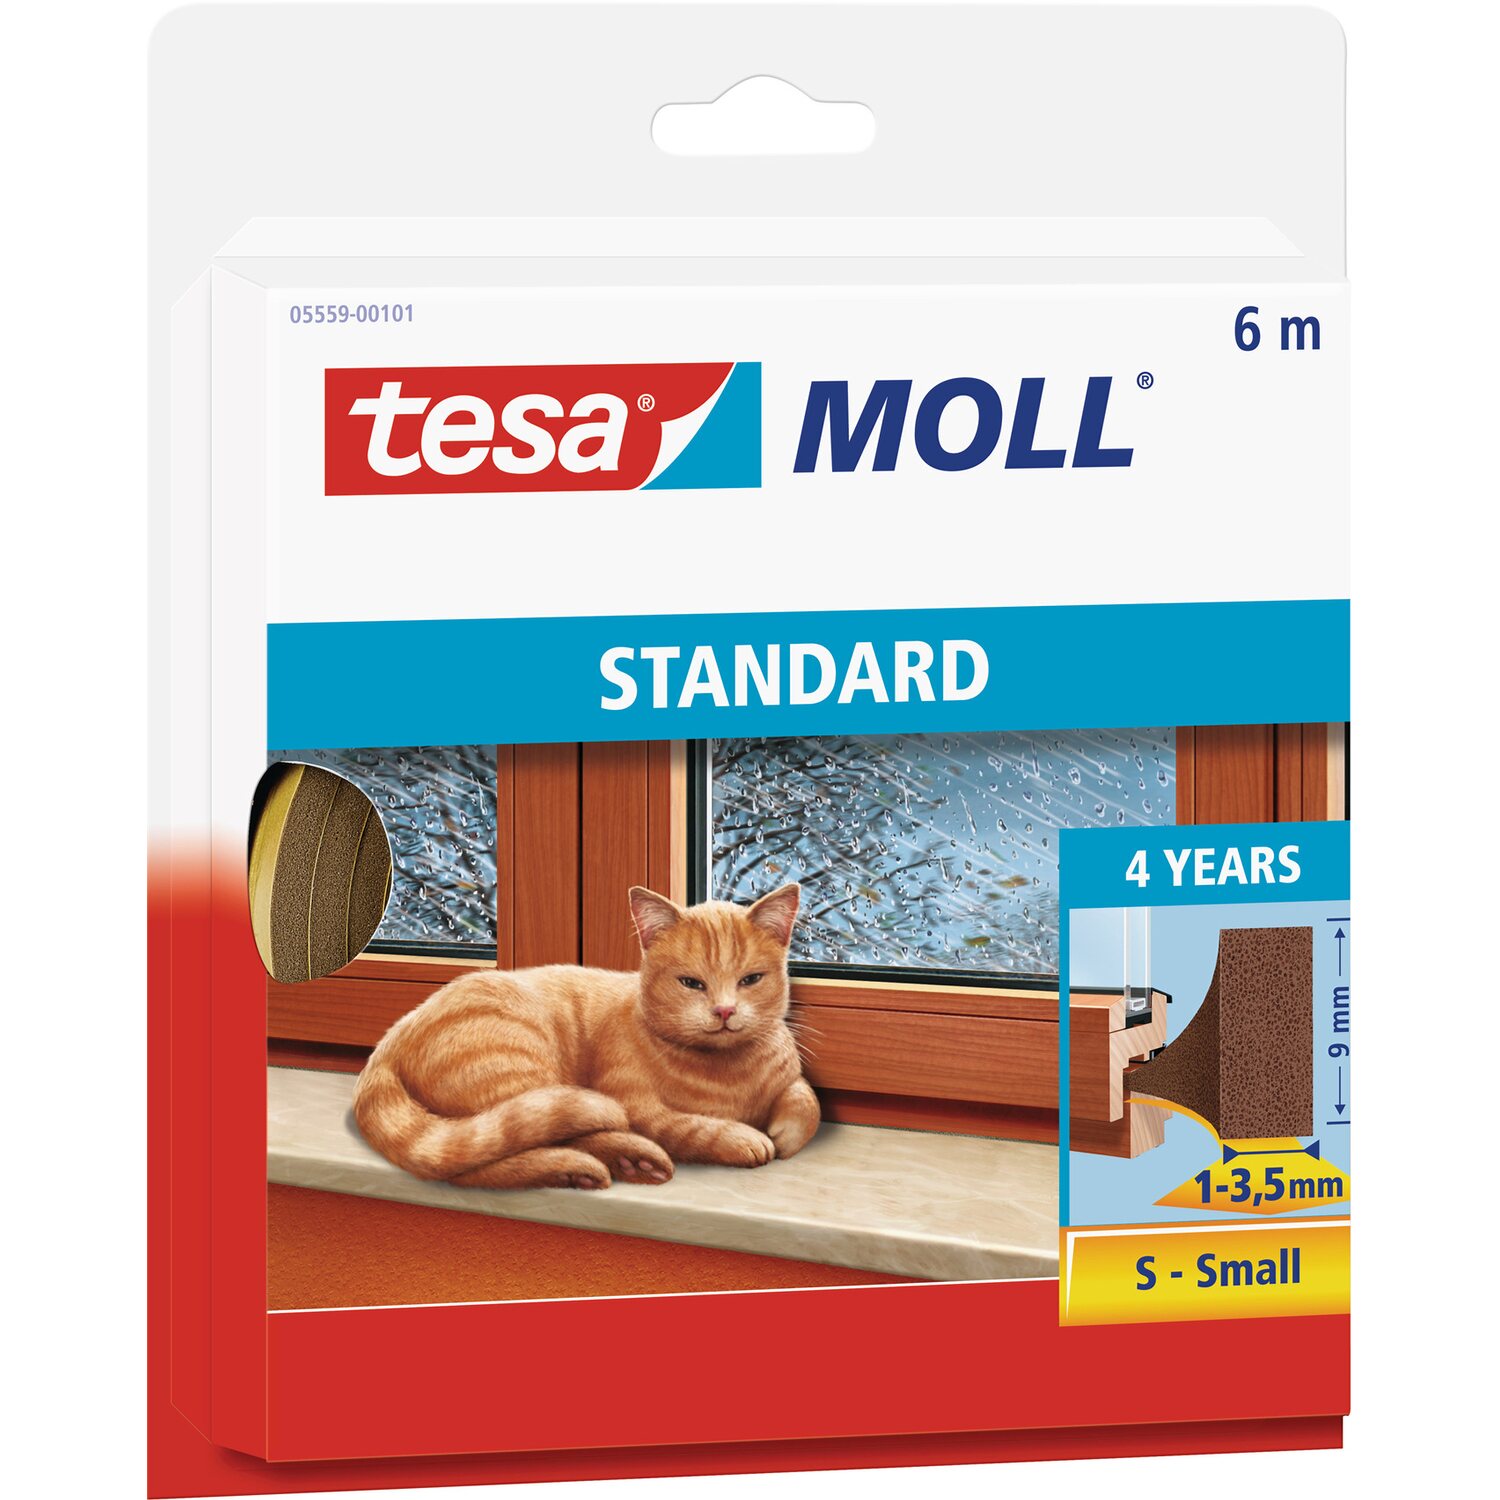 05559-00101
6 m
tesa® MOLL®
STANDARD
4 YEARS
9 mm
1-3,5mm
S - Small